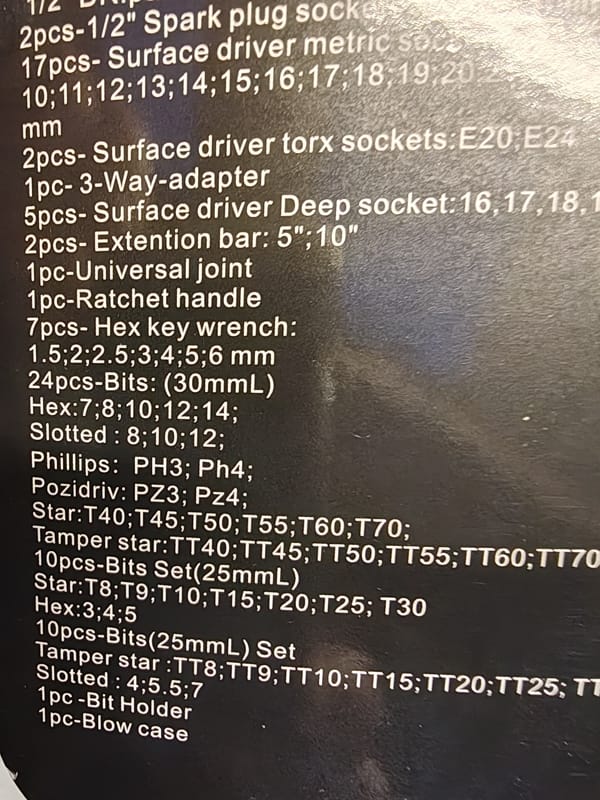 1/2"
2pcs-1/2" Spark plug socke
17pcs- Surface driver metric soc
10;11;12;13;14;15;16;17;18;19;20;2
mm
2pcs- Surface driver torx sockets:E20;E24
1pc- 3-Way-adapter
5pcs- Surface driver Deep socket:16,17,18,1
2pcs- Extention bar: 5";10"
1pc-Universal joint
1pc-Ratchet handle
7pcs- Hex key wrench:
1.5;2;2.5;3;4;5;6 mm
24pcs-Bits: (30mmL)
Hex:7;8;10;12;14;
Slotted : 8;10;12;
Phillips: PH3; Ph4;
Pozidriv: PZ3; Pz4;
Star:T40;T45;T50;T55;T60;T70;
Tamper star:TT40;TT45;TT50;TT55;TT60;TT70
10pcs-Bits Set(25mmL)
Star:T8;T9;T10;T15;T20;T25; T30
Hex:3;4;5
10pcs-Bits(25mmL) Set
Tamper star :TT8;TT9;TT10;TT15;TT20;TT25; TT
Slotted : 4;5.5;7
1pc -Bit Holder
1pc-Blow case